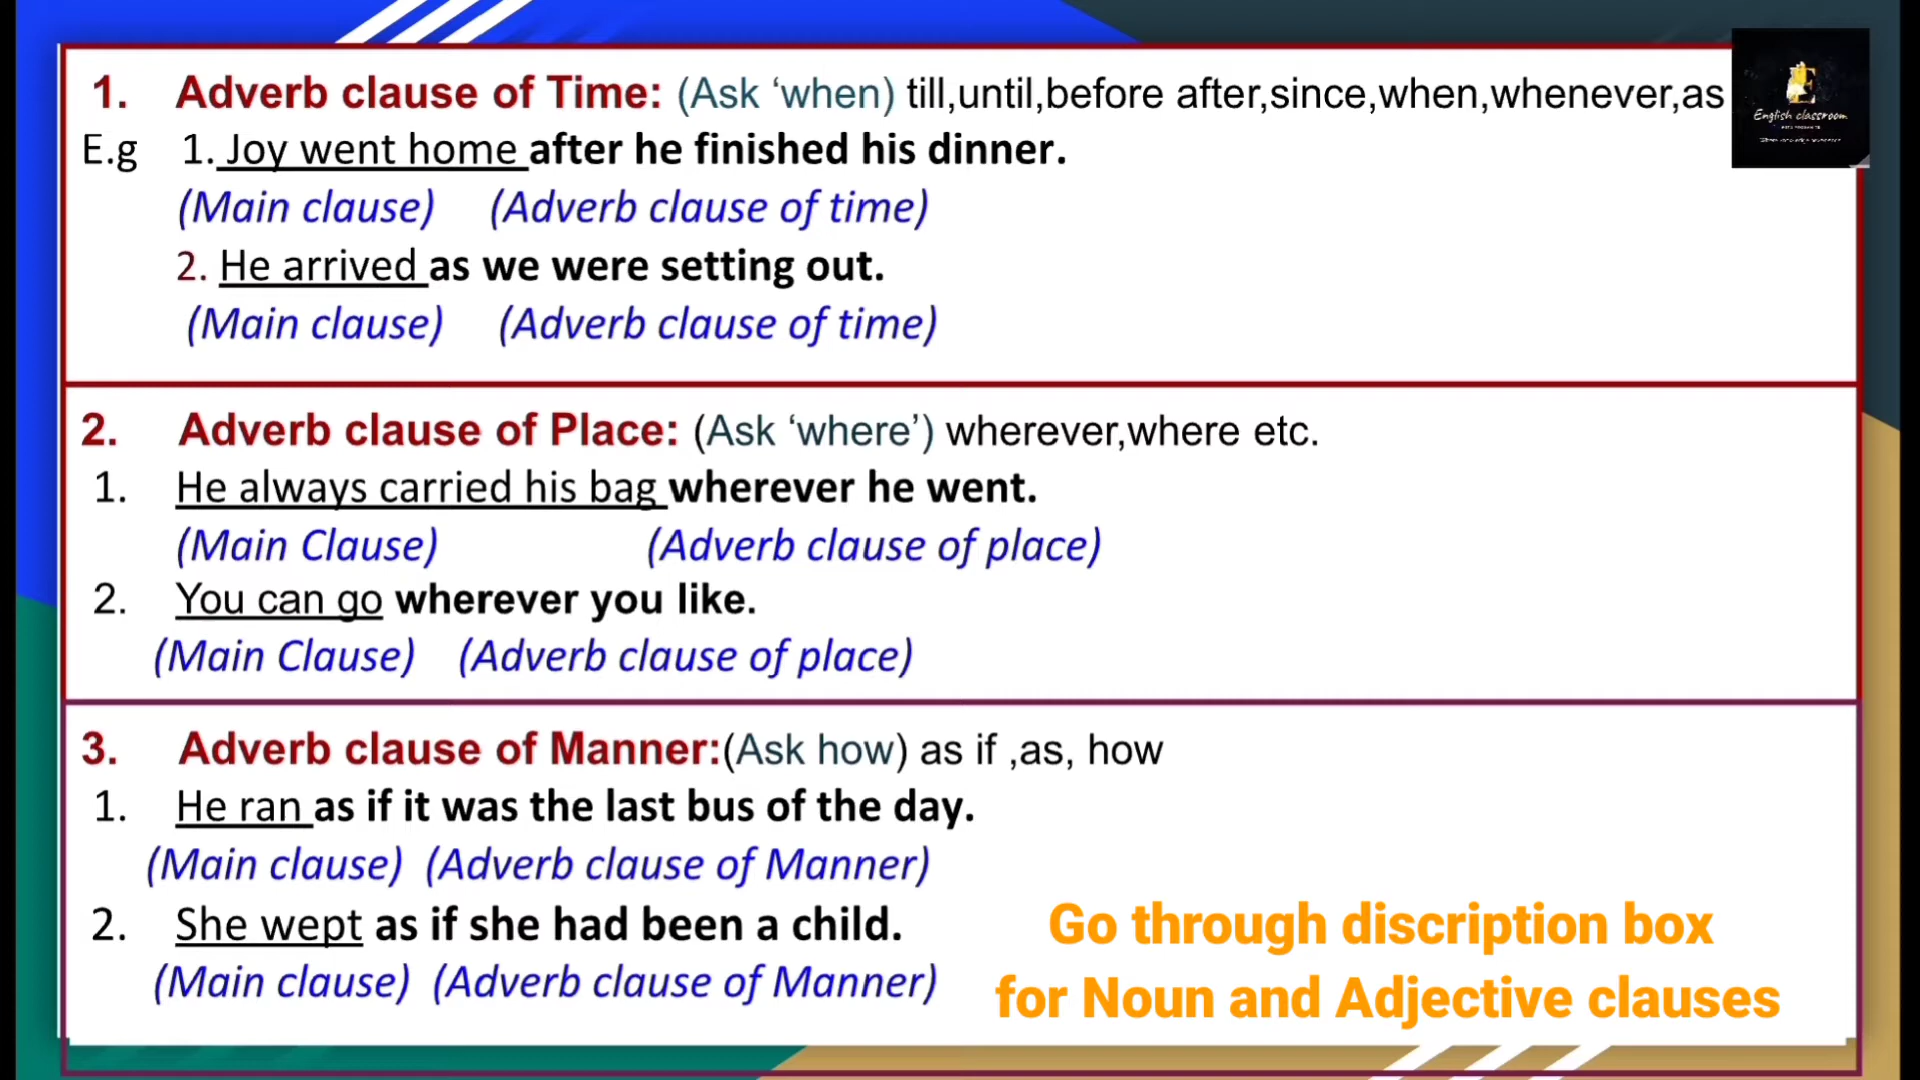 1. Adverb clause of Time: (Ask ‘when) till,until,before after,since,when,whenever,as
E.g 1. Joy went home after he finished his dinner.
(Main clause) (Adverb clause of time)
2. He arrived as we were setting out.
(Main clause) (Adverb clause of time)
2. Adverb clause of Place: (Ask ‘where’) wherever,where etc.
1. He always carried his bag wherever he went.
(Main Clause) (Adverb clause of place)
2. You can go wherever you like.
(Main Clause) (Adverb clause of place)
3. Adverb clause of Manner:(Ask how) as if ,as, how
1. He ran as if it was the last bus of the day.
(Main clause) (Adverb clause of Manner)
2. She wept as if she had been a child.
(Main clause) (Adverb clause of Manner)
Go through discription box
for Noun and Adjective clauses
E
English classroom